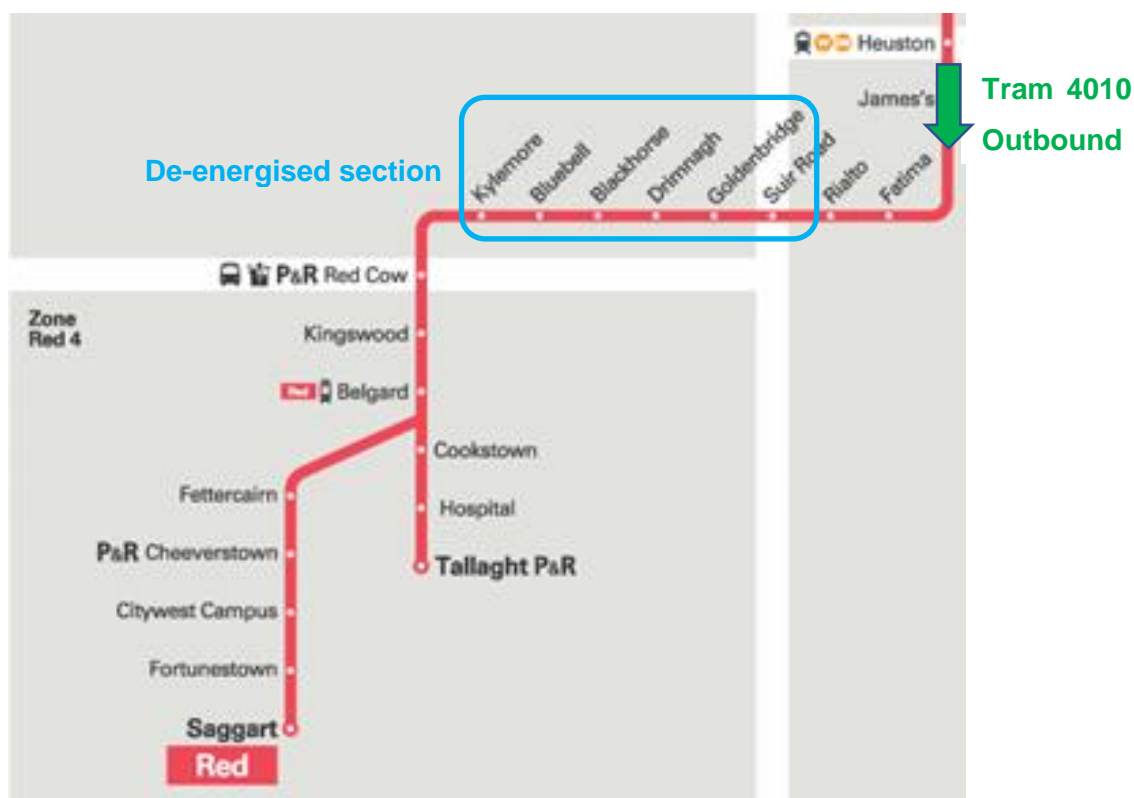 Heuston
James's
Tram 4010
Outbound
De-energised section
Kylemore
Bluebell
Blackhorse
Drimnagh
Goldenbridge
Suir Road
Rialto
Fatima
P&R Red Cow
Zone
Red 4
Kingswood
Red Belgard
Cookstown
Fettercairn
Hospital
P&R Cheeverstown
Tallaght P&R
Citywest Campus
Fortunestown
Saggart
Red